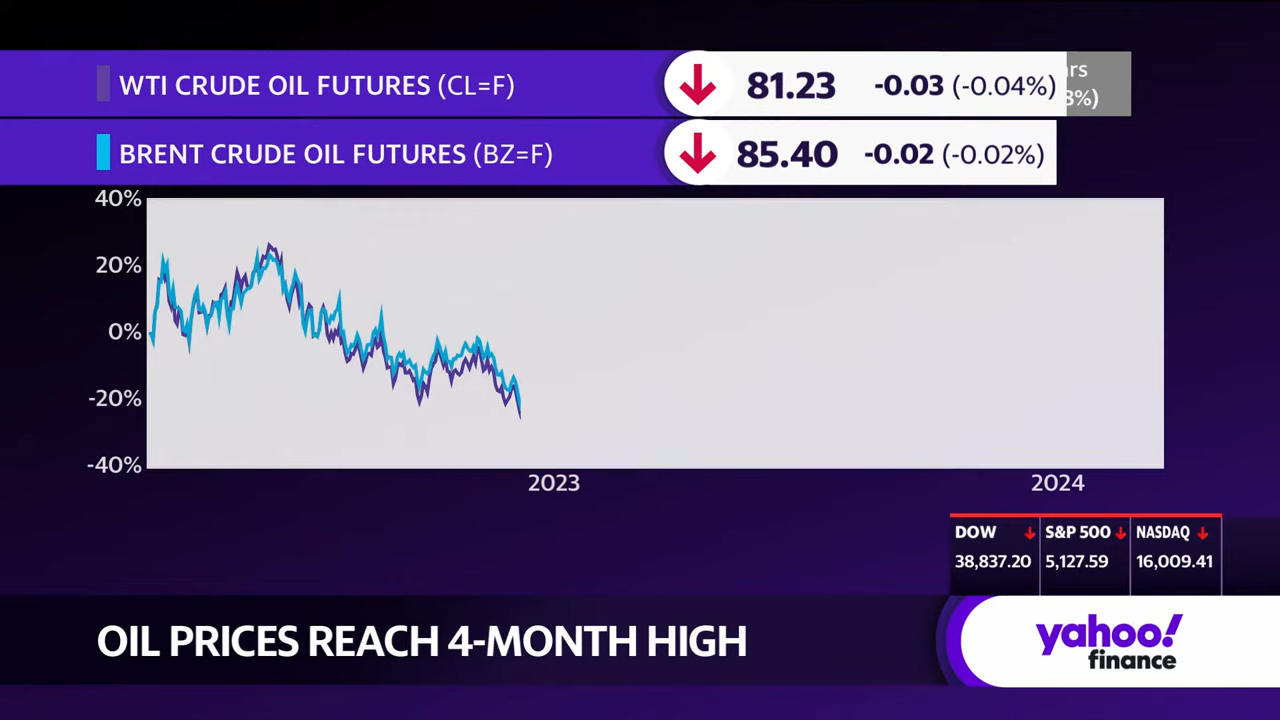 WTI CRUDE OIL FUTURES (CL=F) 81.23 -0.03 (-0.04%)
BRENT CRUDE OIL FUTURES (BZ=F) 85.40 -0.02 (-0.02%)
40%
20%
0%
-20%
-40%
2023 2024
DOW S&P 500 NASDAQ
38,837.20 5,127.59 16,009.41
OIL PRICES REACH 4-MONTH HIGH
yahoo!
finance